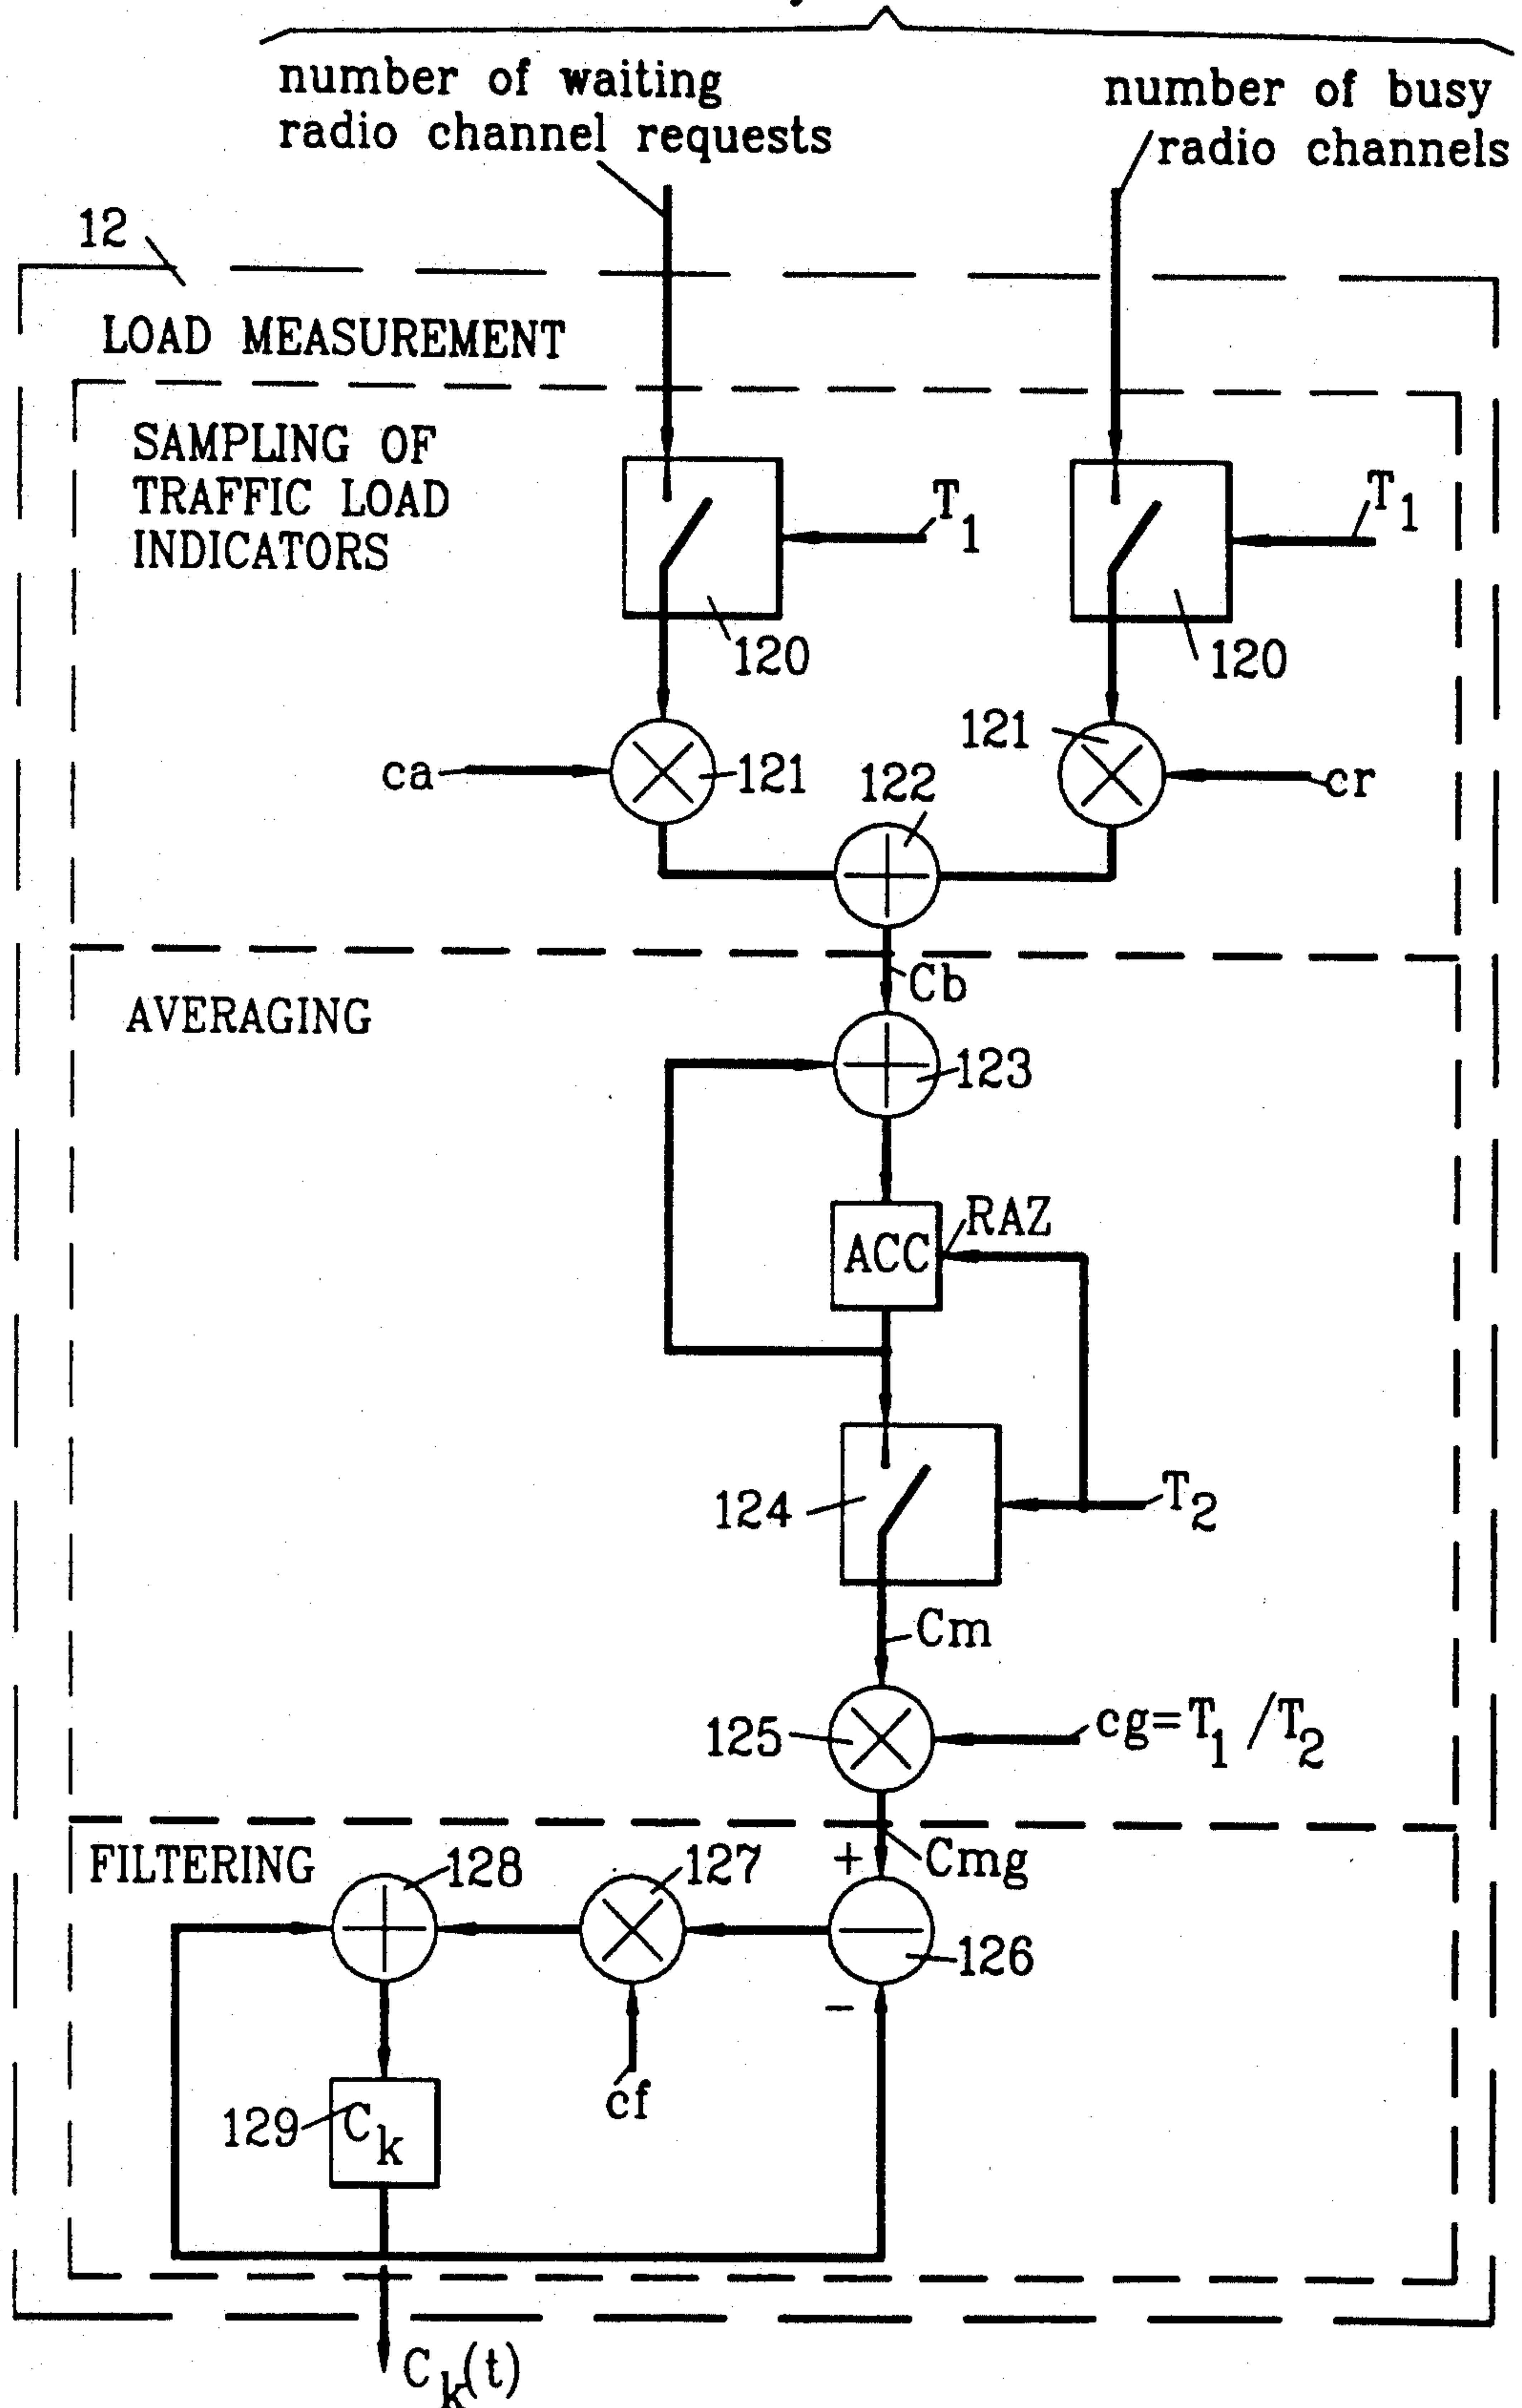 number of waiting
radio channel requests
number of busy
radio channels
12
LOAD MEASUREMENT
SAMPLING OF
TRAFFIC LOAD
INDICATORS
T1
T1
120
120
ca
121
121
cr
122
Cb
AVERAGING
123
RAZ
ACC
124
T2
Cm
125
cg=T1/T2
FILTERING
128
127
+
Cmg
126
-
cf
129
Ck
Ck(t)